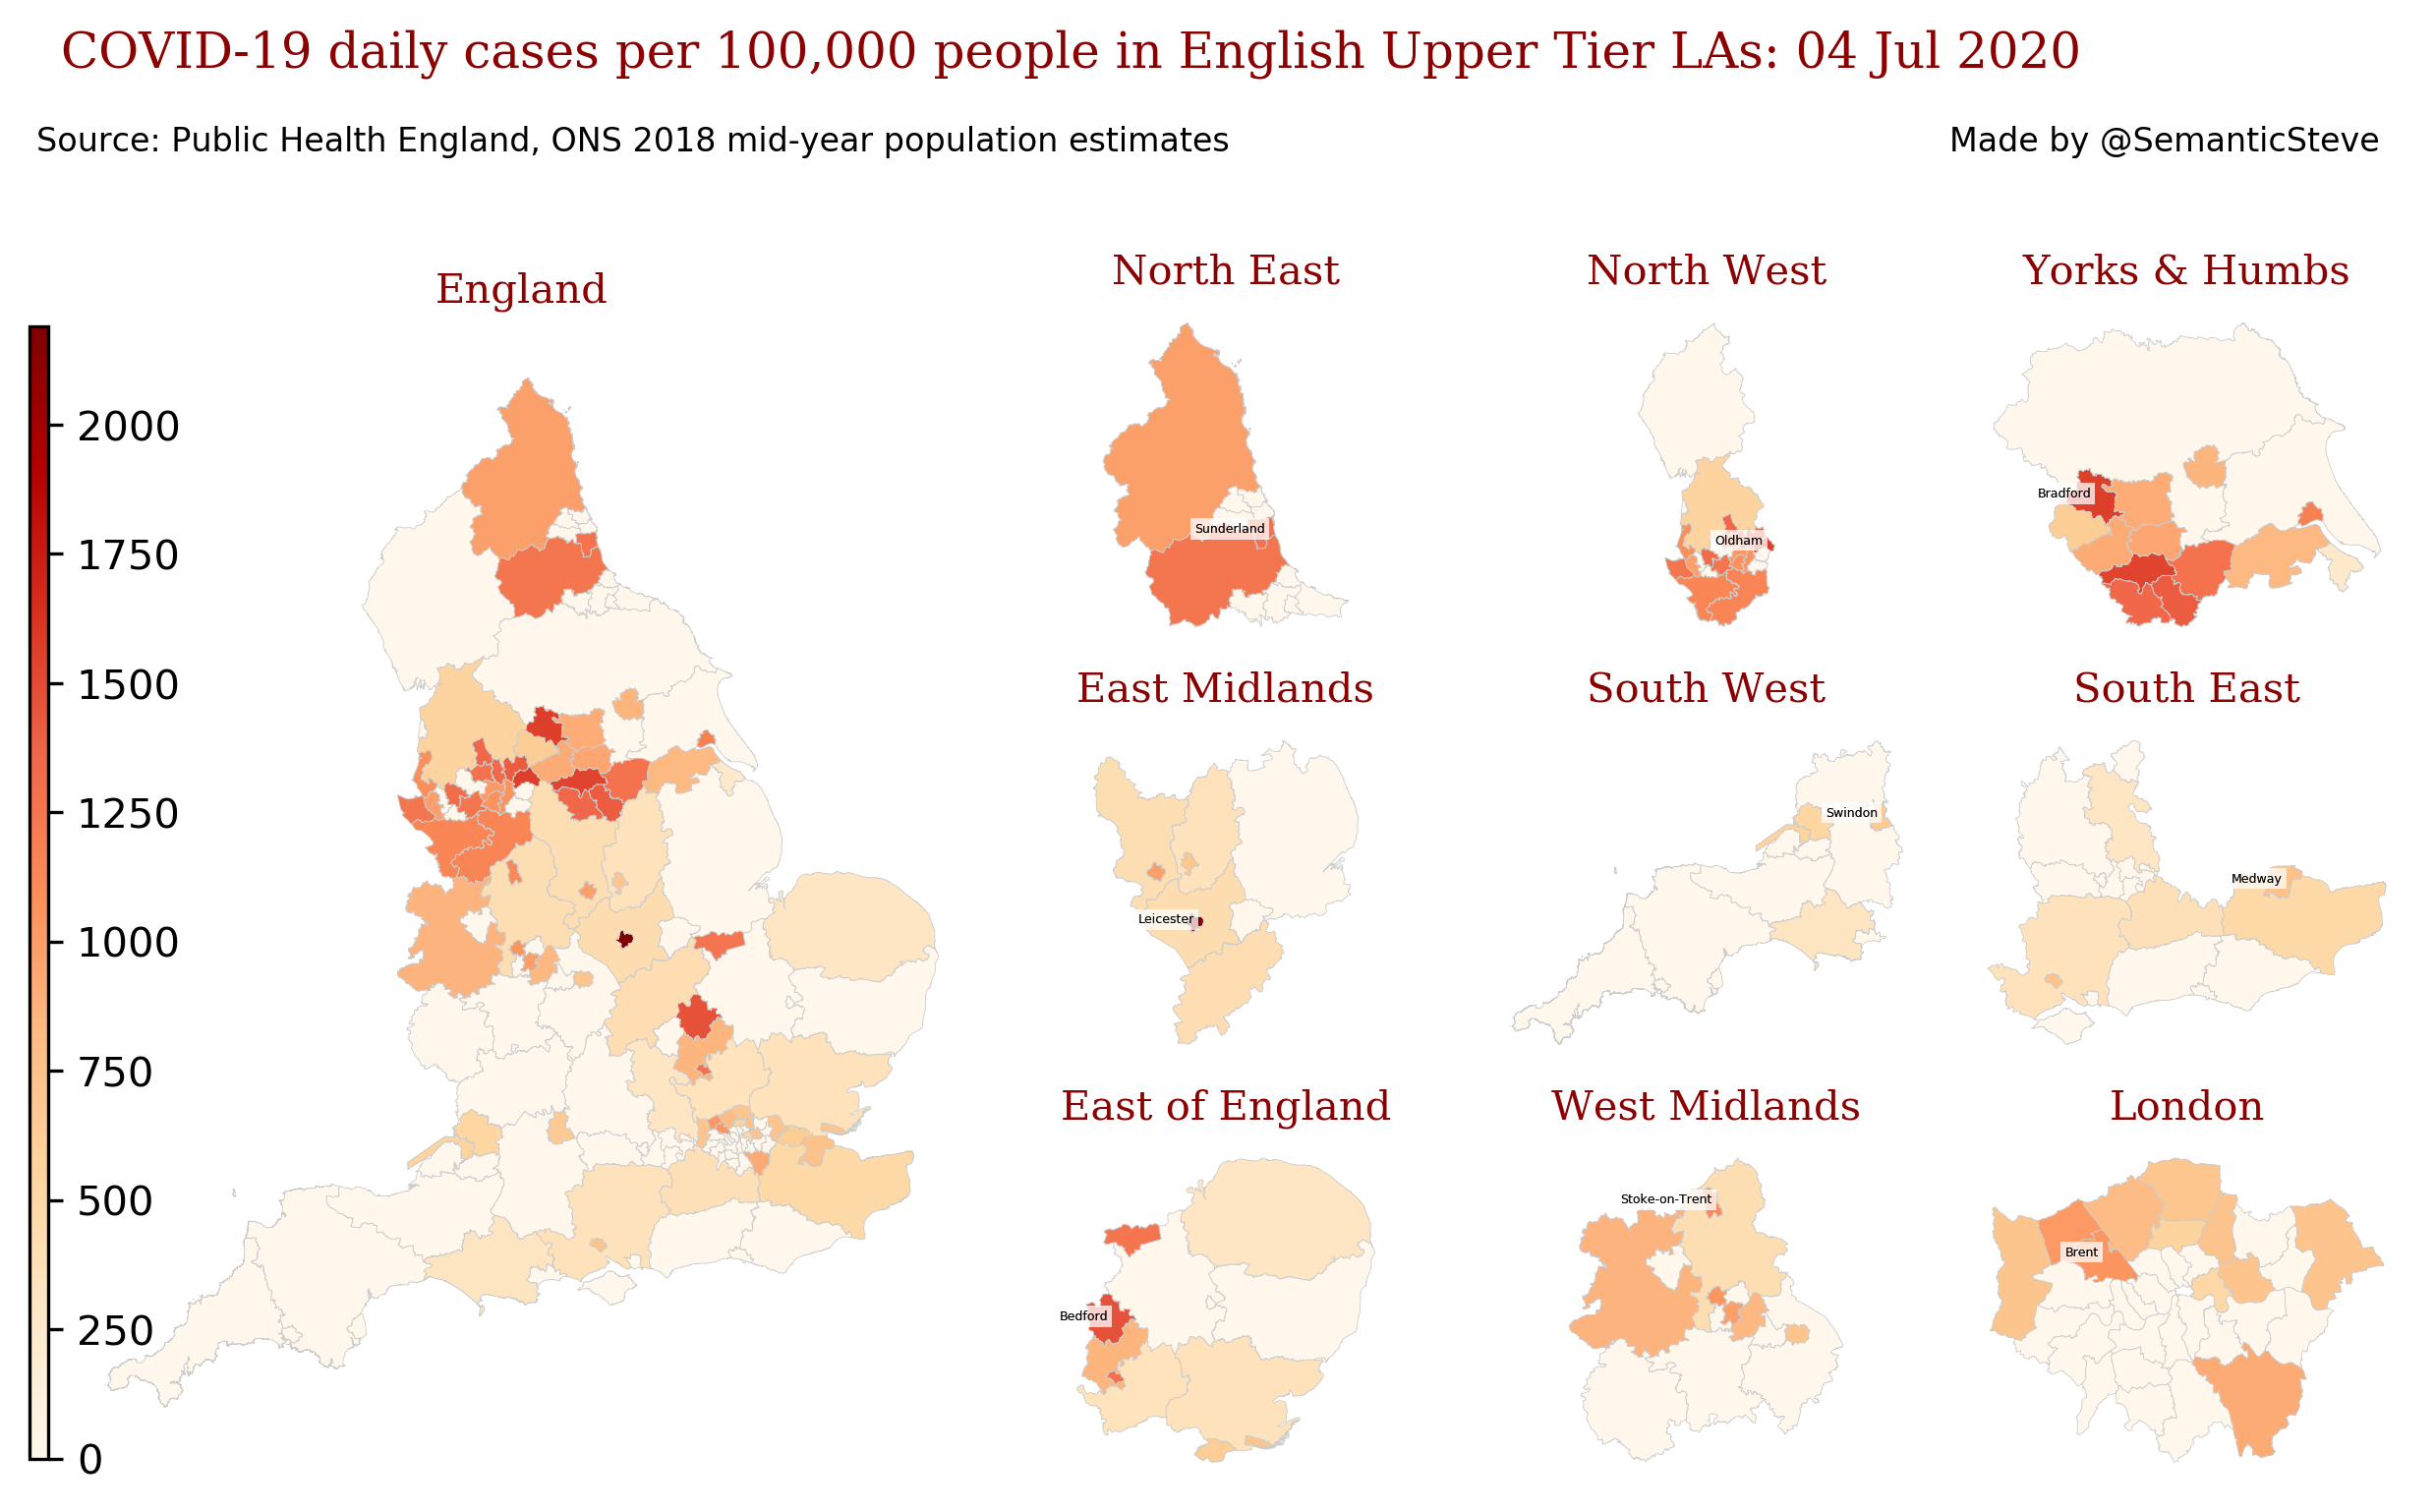 COVID-19 daily cases per 100,000 people in English Upper Tier LAs: 04 Jul 2020
Source: Public Health England, ONS 2018 mid-year population estimates
Made by @SemanticSteve
England
2000
1750
1500
1250
1000
750
500
250
0
North East
Sunderland
North West
Oldham
Yorks & Humbs
Bradford
East Midlands
Leicester
South West
Swindon
South East
Medway
East of England
Bedford
West Midlands
Stoke-on-Trent
London
Brent